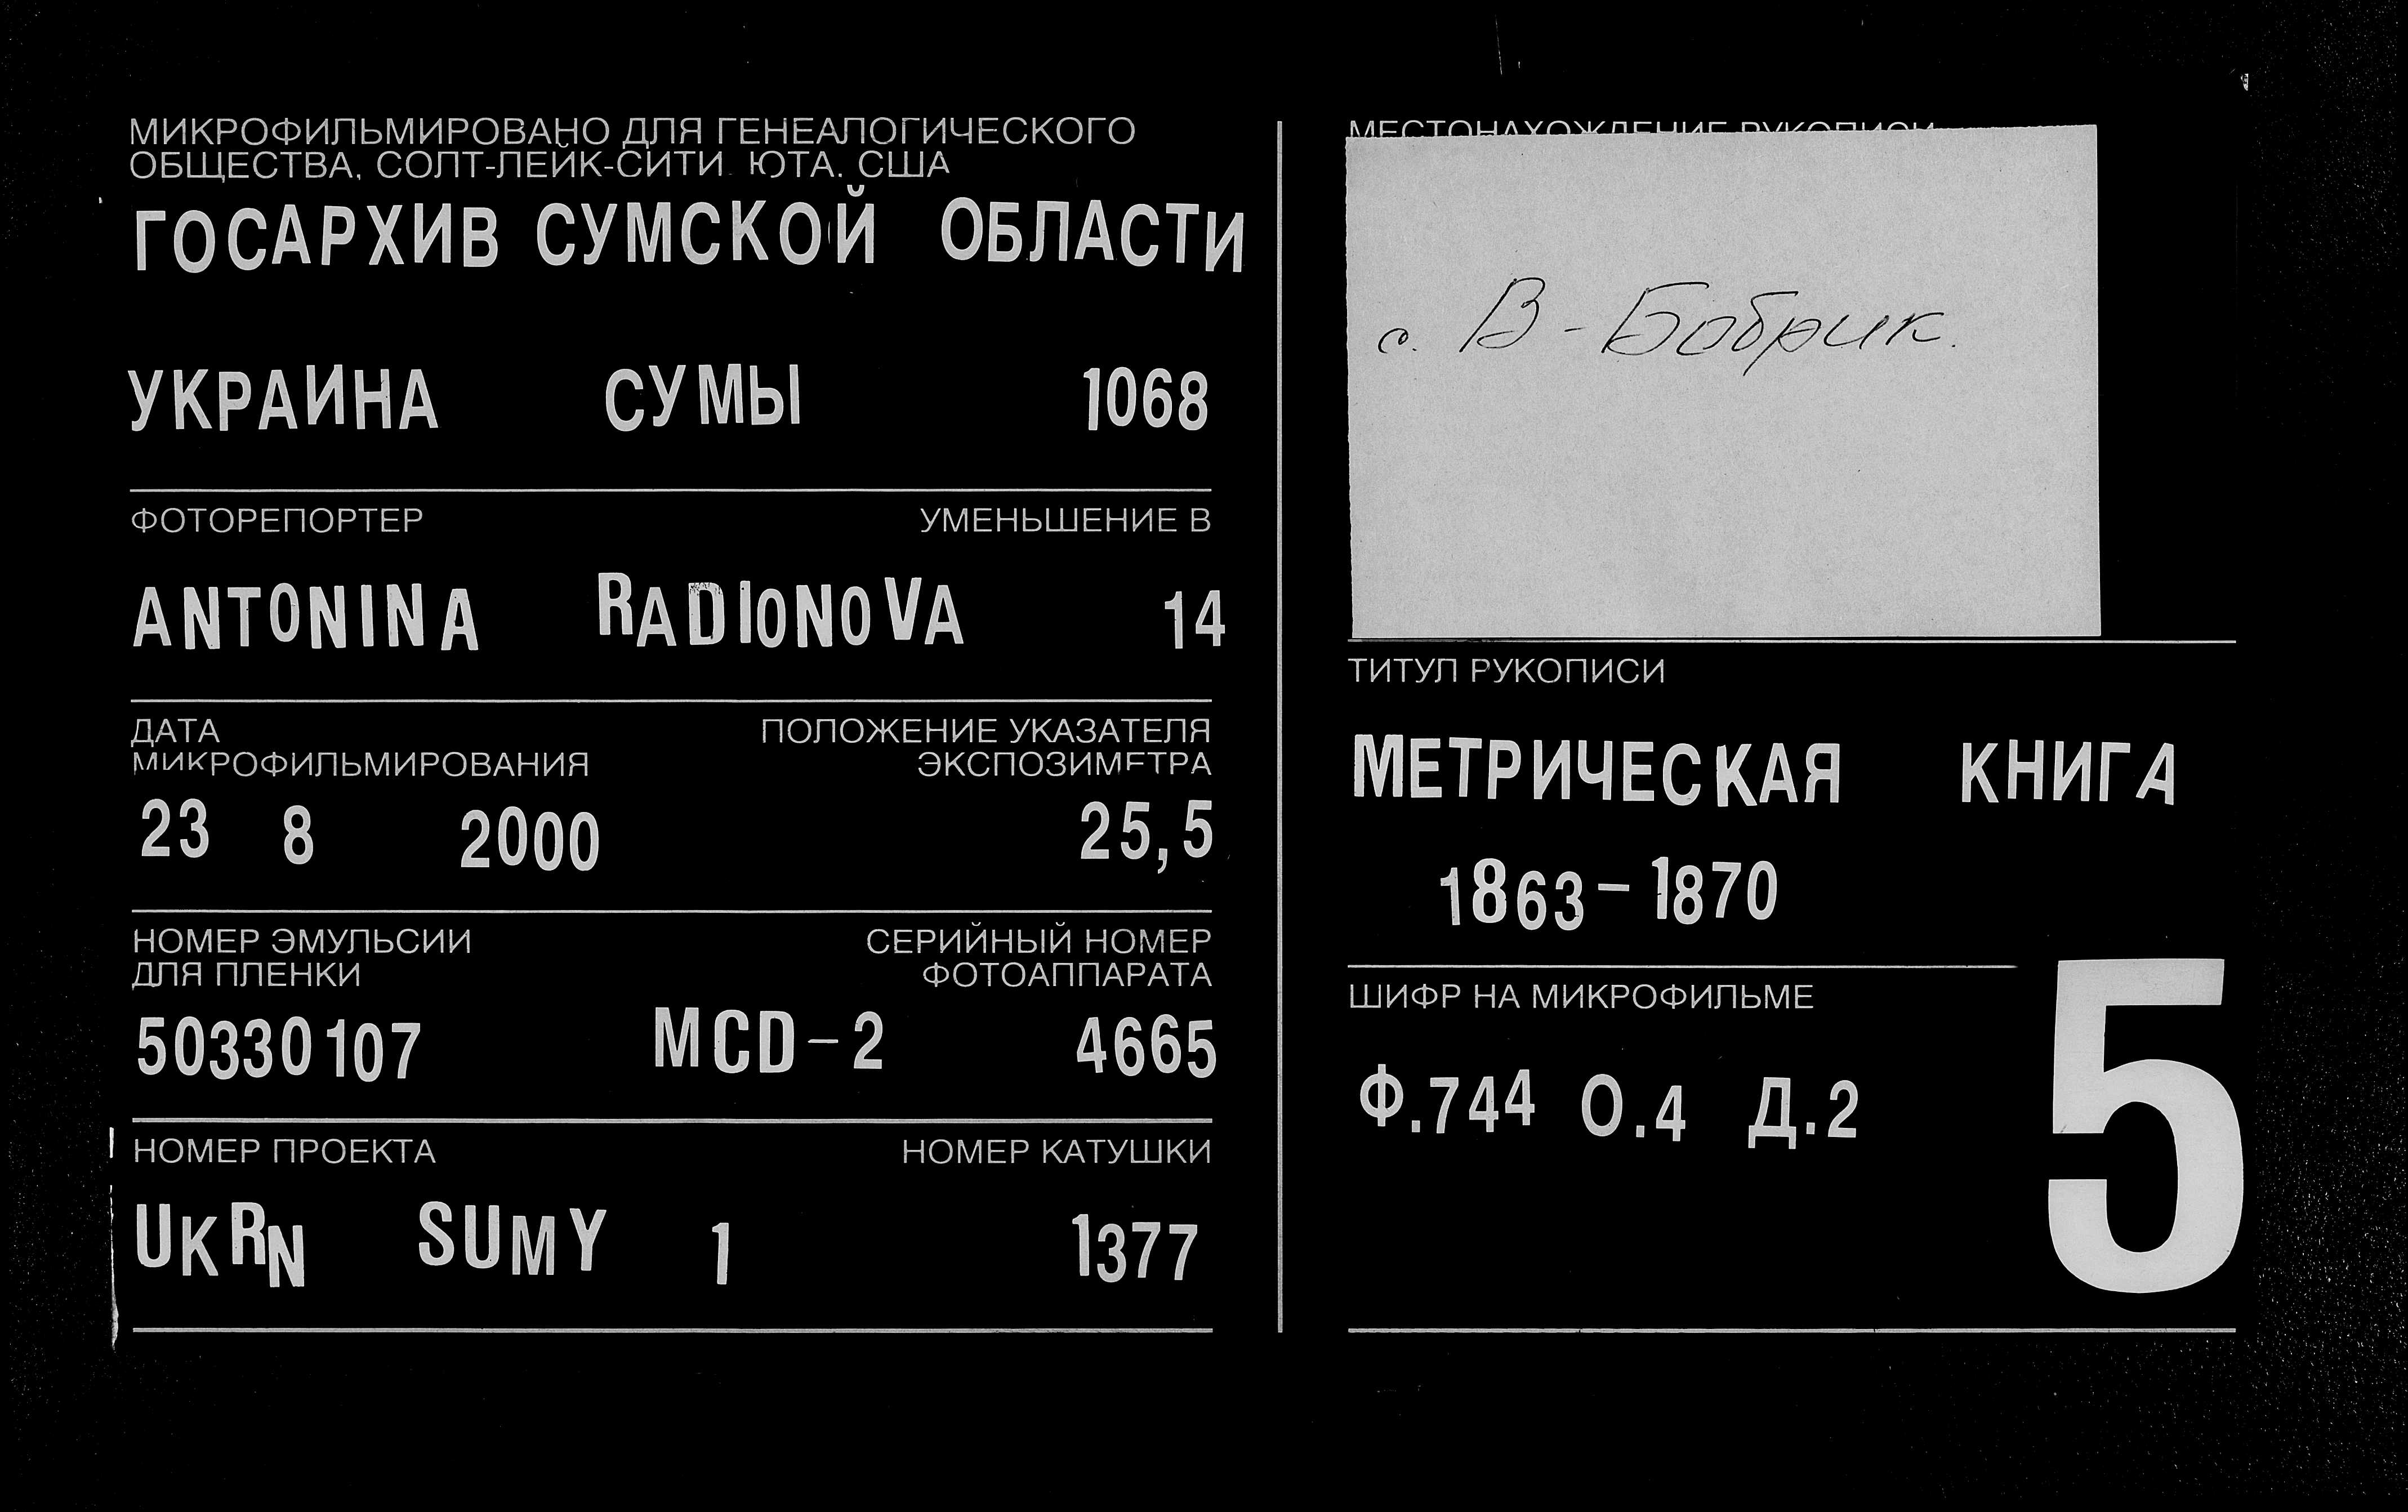 МИКРОФИЛЬМИРОВАНО ДЛЯ ГЕНЕАЛОГИЧЕСКОГО
ОБЩЕСТВА, СОЛТ-ЛЕЙК-СИТИ, ЮТА, США
ГОСАРХИВ СУМСКОЙ ОБЛАСТИ
УКРАИНА СУМЫ 1068
ФОТОРЕПОРТЕР УМЕНЬШЕНИЕ В
ANTONINA RADIONOVA 14
ДАТА ПОЛОЖЕНИЕ УКАЗАТЕЛЯ
МИКРОФИЛЬМИРОВАНИЯ ЭКСПОЗИМЕТРА
23 8 2000 25,5
НОМЕР ЭМУЛЬСИИ СЕРИЙНЫЙ НОМЕР
ДЛЯ ПЛЕНКИ ФОТОАППАРАТА
50330107 MCD-2 4665
НОМЕР ПРОЕКТА НОМЕР КАТУШКИ
UKRN SUMY 1 1377
МЕСТОНАХОЖДЕНИЕ РУКОПИСИ
с. В-Бобрик.
ТИТУЛ РУКОПИСИ
МЕТРИЧЕСКАЯ КНИГА
1863-1870
ШИФР НА МИКРОФИЛЬМЕ
Ф.744 О.4 Д.2
5